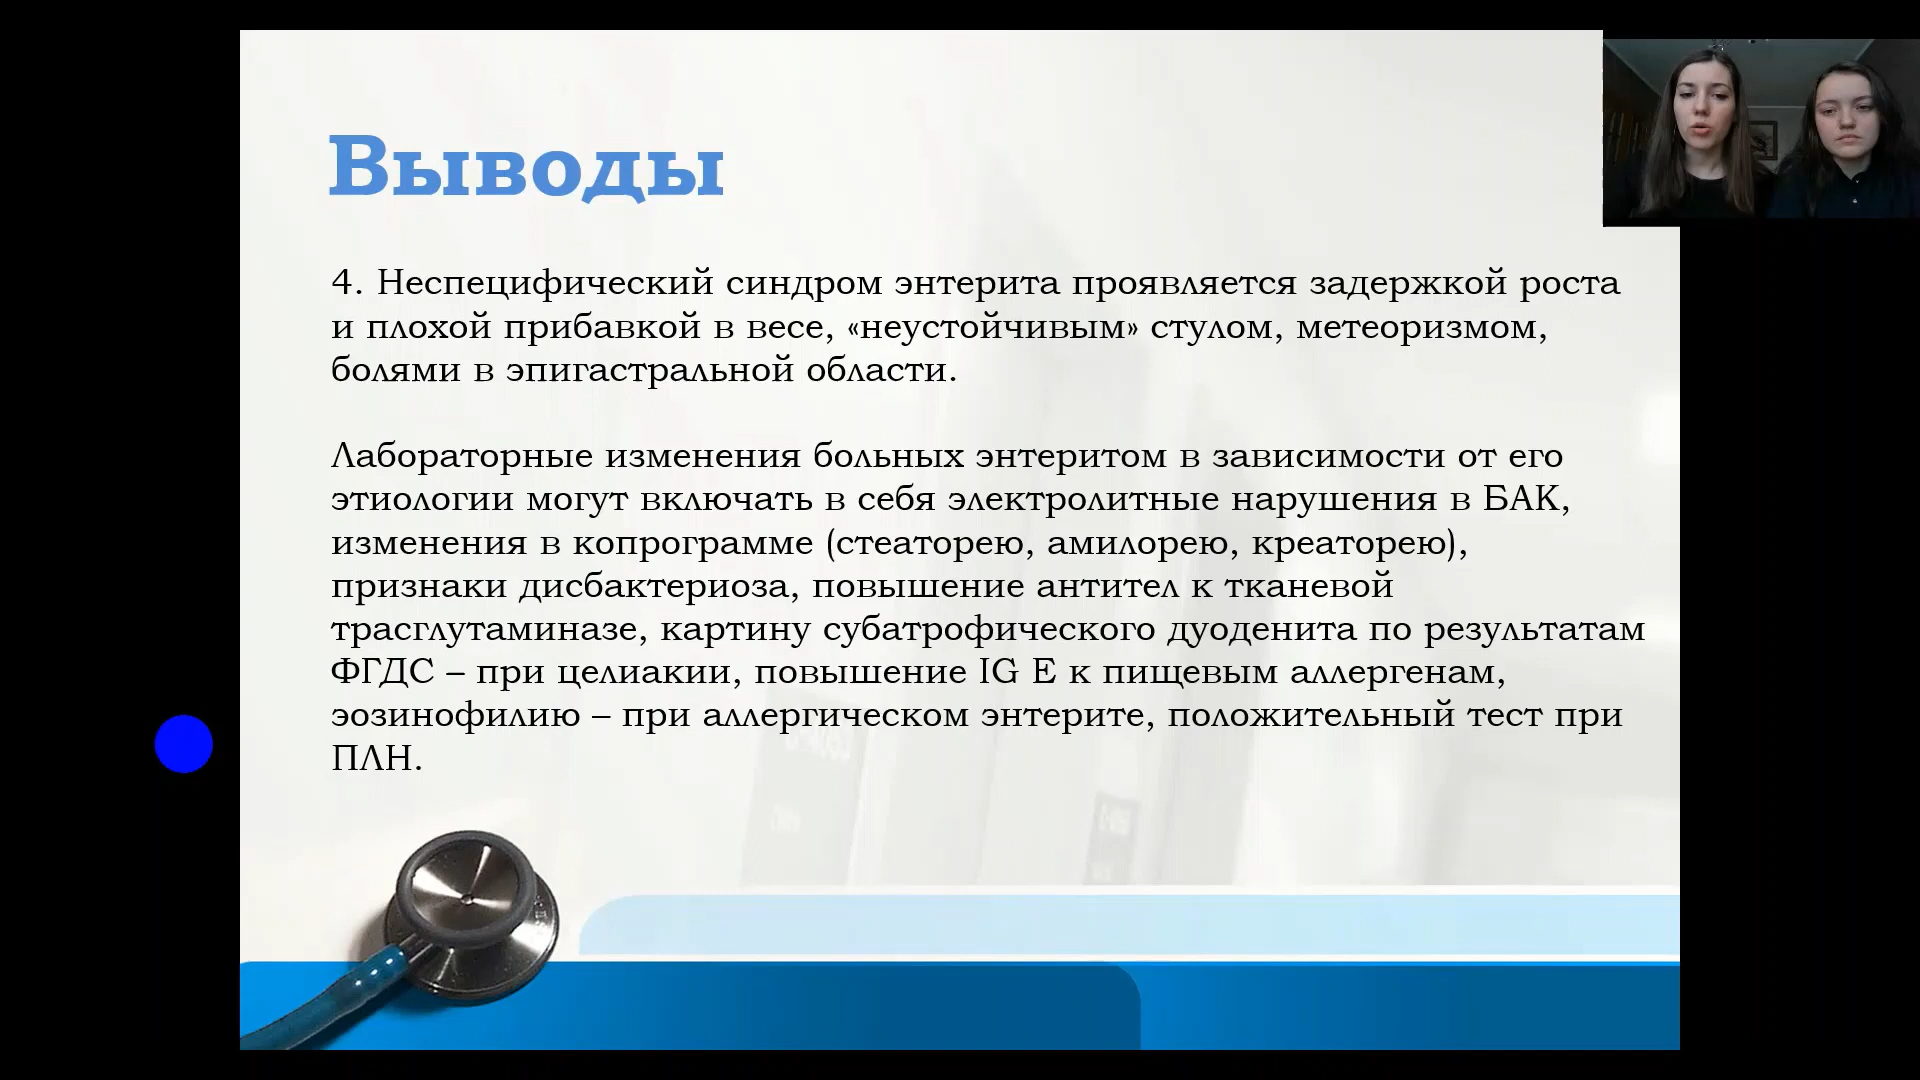 Выводы
4. Неспецифический синдром энтерита проявляется задержкой роста
и плохой прибавкой в весе, «неустойчивым» стулом, метеоризмом,
болями в эпигастральной области.
Лабораторные изменения больных энтеритом в зависимости от его
этиологии могут включать в себя электролитные нарушения в БАК,
изменения в копрограмме (стеаторею, амилорею, креаторею),
признаки дисбактериоза, повышение антител к тканевой
трасглутаминазе, картину субатрофического дуоденита по результатам
ФГДС – при целиакии, повышение IG E к пищевым аллергенам,
эозинофилию – при аллергическом энтерите, положительный тест при
ПЛН.